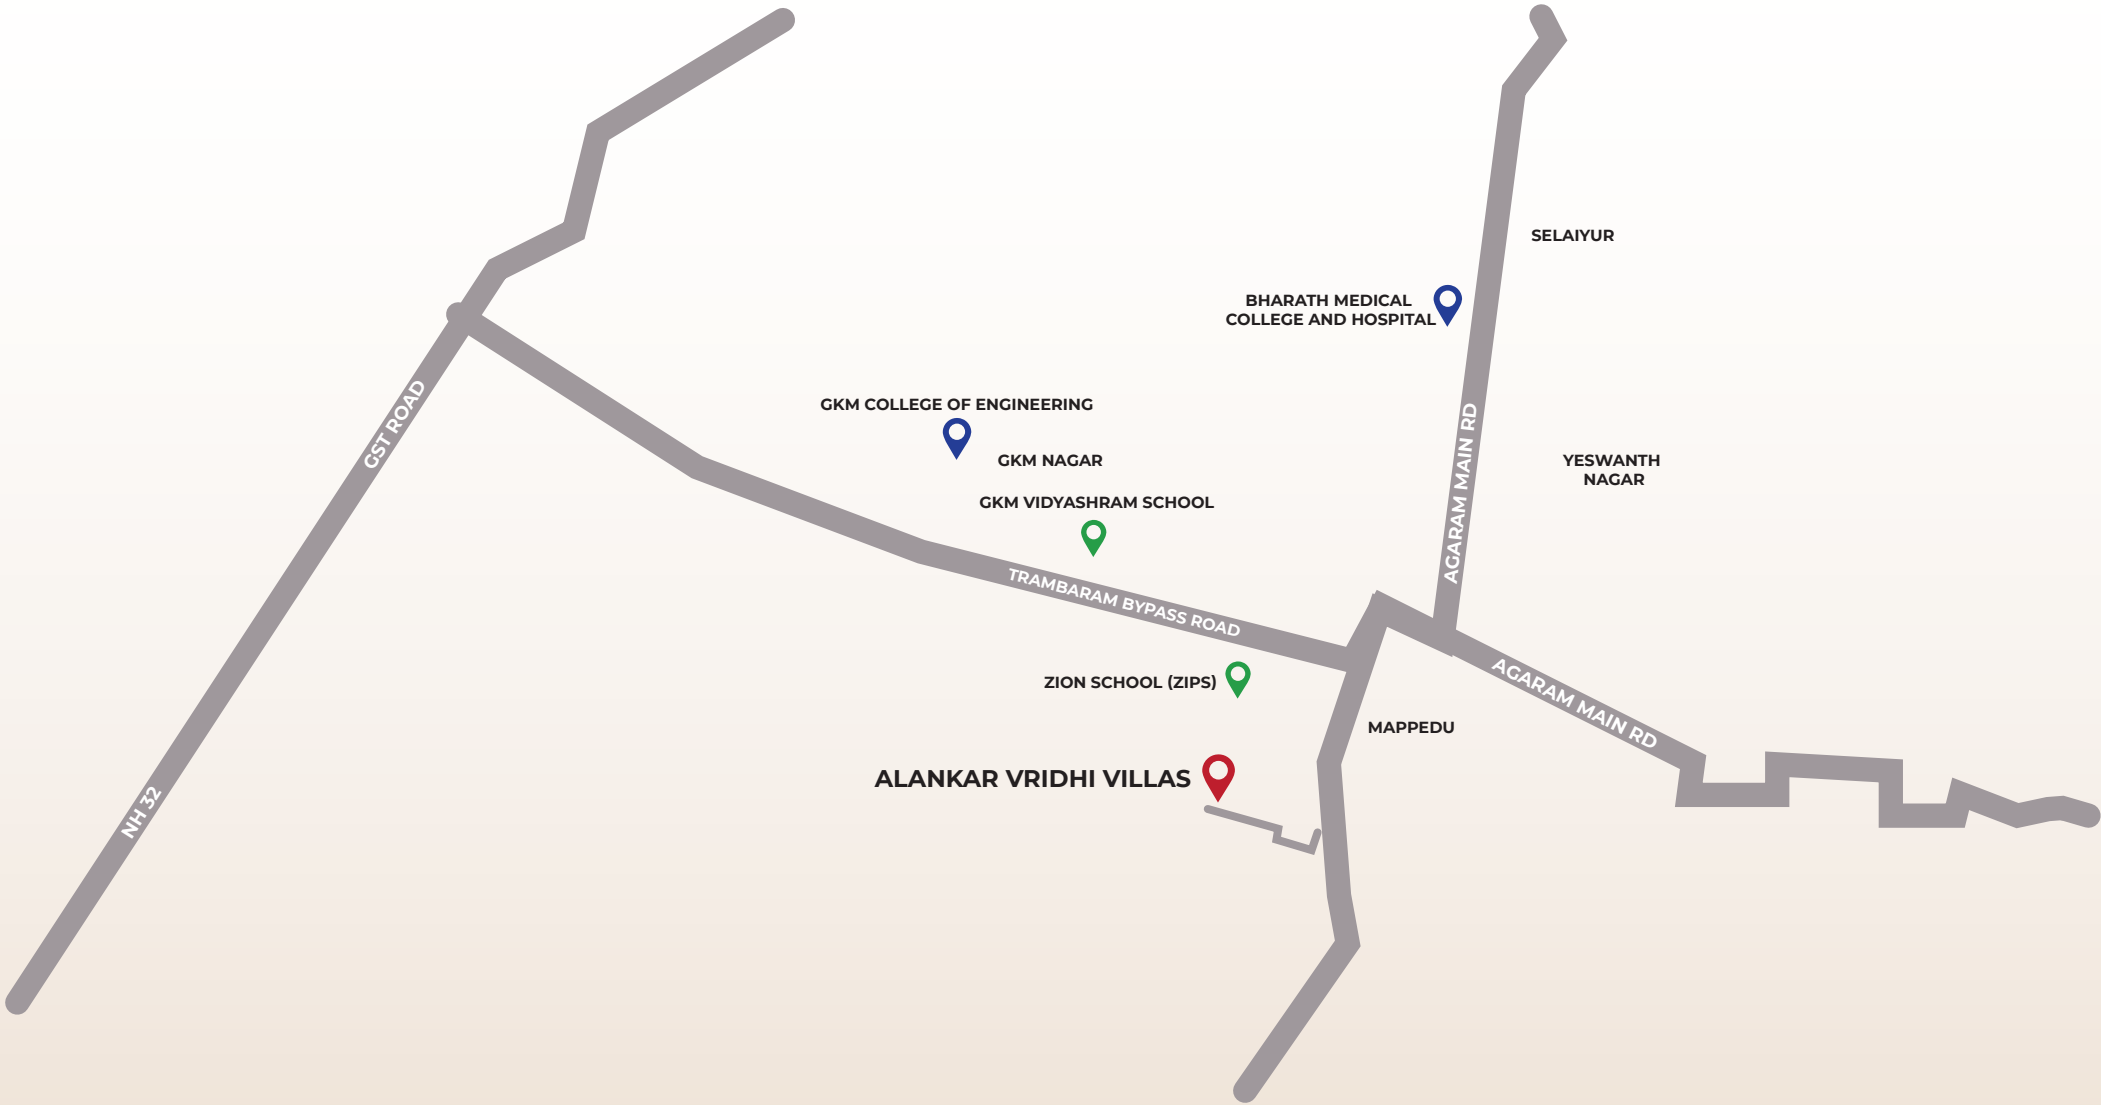 SELAIYUR
BHARATH MEDICAL
COLLEGE AND HOSPITAL
GST ROAD
GKM COLLEGE OF ENGINEERING
GKM NAGAR
AGARAM MAIN RD
YESWANTH
NAGAR
GKM VIDYASHRAM SCHOOL
TRAMBARAM BYPASS ROAD
ZION SCHOOL (ZIPS)
AGARAM MAIN RD
MAPPEDU
ALANKAR VRIDHI VILLAS
NH 32